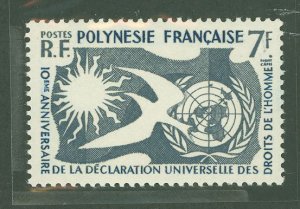 POSTES POLYNESIE FRANÇAISE 7F
R.F.
10ÈME ANNIVERSAIRE
DE LA DÉCLARATION UNIVERSELLE DES
DROITS DE L'HOMME